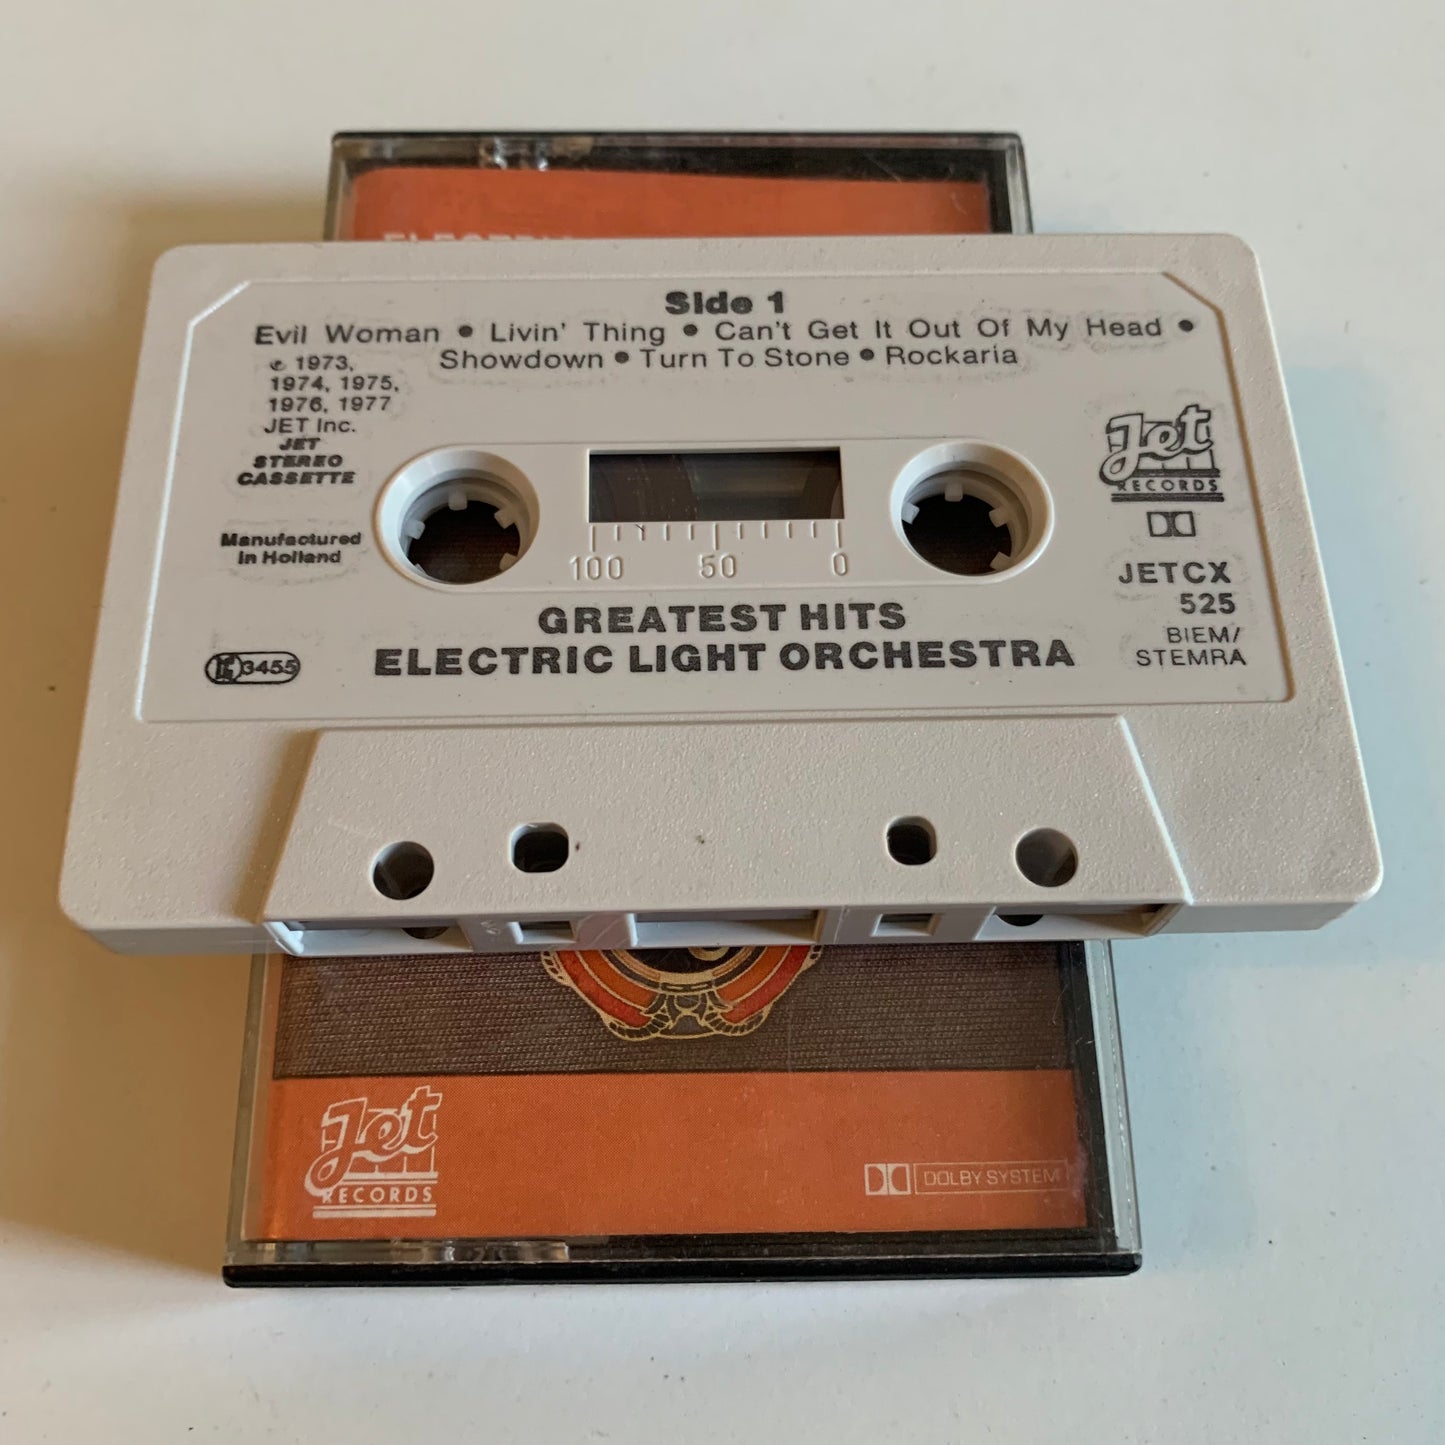 Side 1
Evil Woman • Livin' Thing • Can't Get It Out Of My Head •
Showdown • Turn To Stone • Rockaria
℗ 1973,
1974, 1975,
1976, 1977
JET Inc.
JET
STEREO
CASSETTE
Manufactured
in Holland
3455
100 50 0
Jet
RECORDS
JETCX
525
BIEM/
STEMRA
GREATEST HITS
ELECTRIC LIGHT ORCHESTRA
Jet
RECORDS
DOLBY SYSTEM